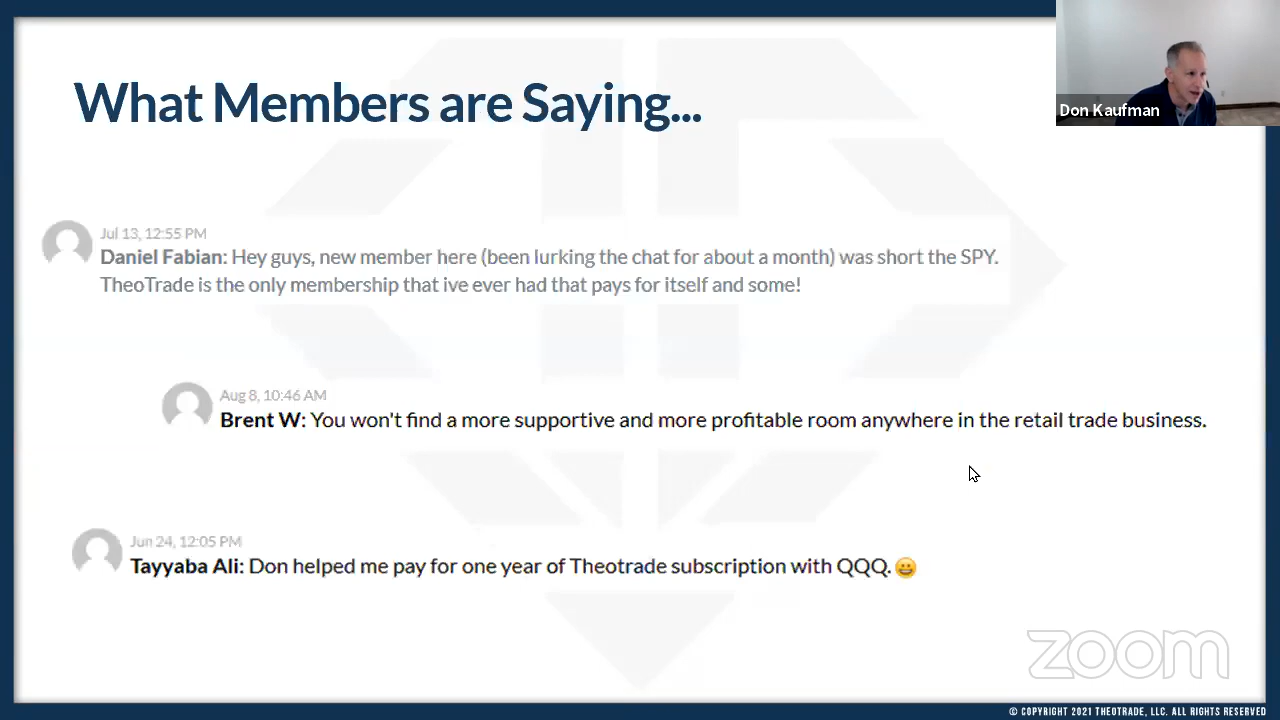 What Members are Saying...
Don Kaufman
Jul 13, 12:55 PM
Daniel Fabian: Hey guys, new member here (been lurking the chat for about a month) was short the SPY.
TheoTrade is the only membership that ive ever had that pays for itself and some!
Aug 8, 10:46 AM
Brent W: You won't find a more supportive and more profitable room anywhere in the retail trade business.
Jun 24, 12:05 PM
Tayyaba Ali: Don helped me pay for one year of Theotrade subscription with QQQ. 😀
zoom
© COPYRIGHT 2021 THEOTRADE, LLC. ALL RIGHTS RESERVED